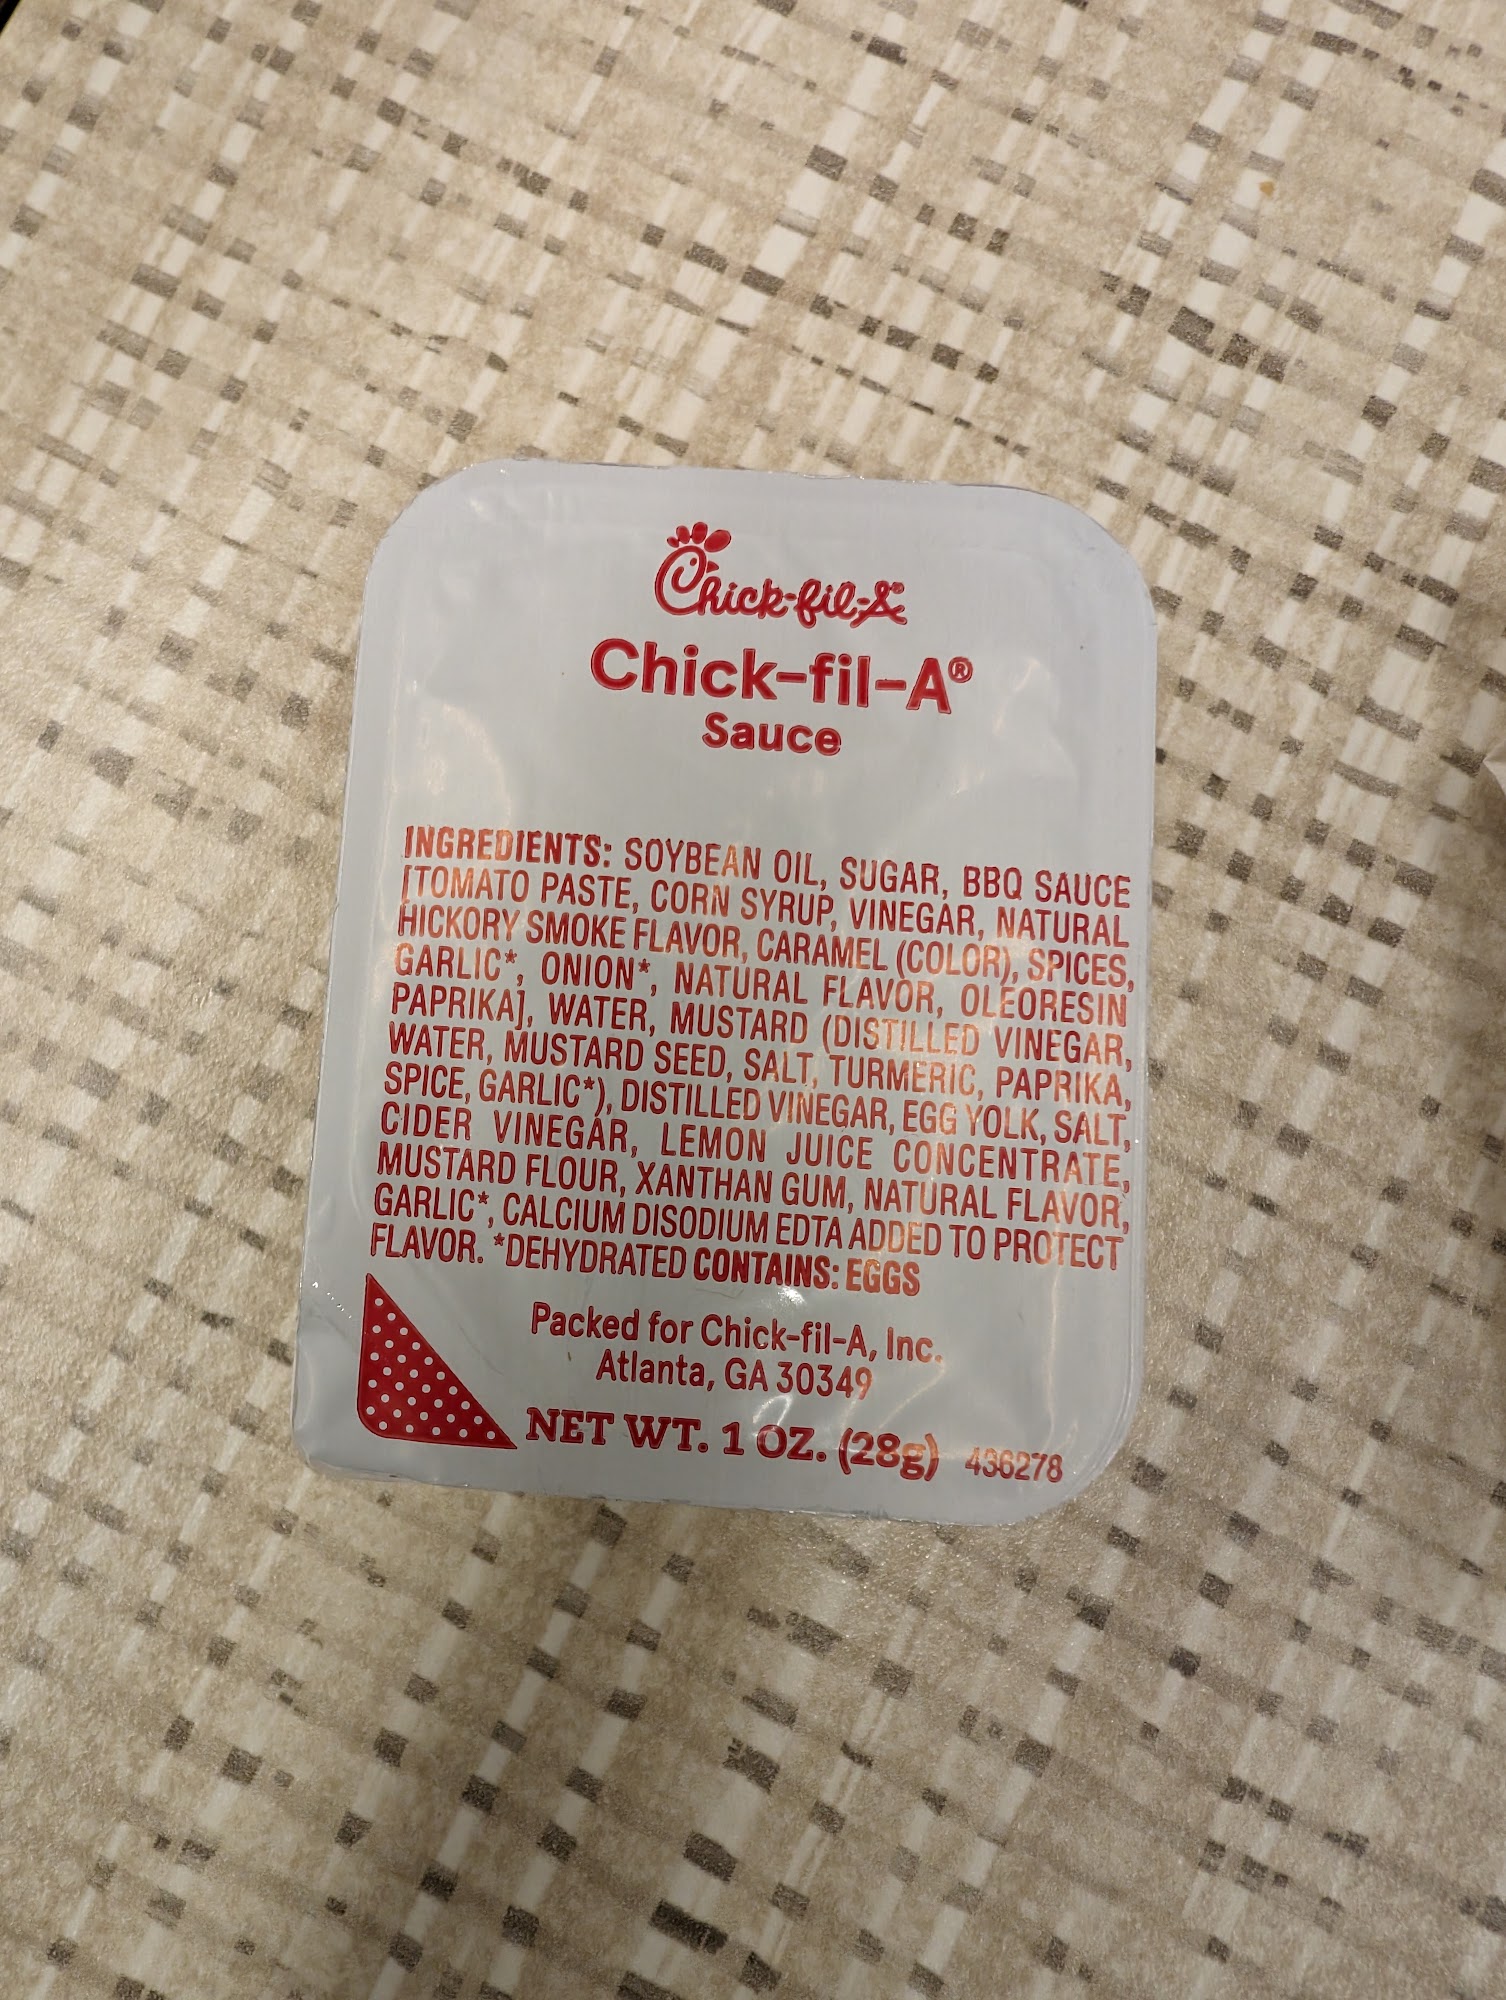 Chick-fil-A®
Chick-fil-A®
Sauce
INGREDIENTS: SOYBEAN OIL, SUGAR, BBQ SAUCE
[TOMATO PASTE, CORN SYRUP, VINEGAR, NATURAL
HICKORY SMOKE FLAVOR, CARAMEL (COLOR), SPICES,
GARLIC*, ONION*, NATURAL FLAVOR, OLEORESIN
PAPRIKA], WATER, MUSTARD (DISTILLED VINEGAR,
WATER, MUSTARD SEED, SALT, TURMERIC, PAPRIKA,
SPICE, GARLIC*), DISTILLED VINEGAR, EGG YOLK, SALT,
CIDER VINEGAR, LEMON JUICE CONCENTRATE,
MUSTARD FLOUR, XANTHAN GUM, NATURAL FLAVOR,
GARLIC*, CALCIUM DISODIUM EDTA ADDED TO PROTECT
FLAVOR. *DEHYDRATED CONTAINS: EGGS
Packed for Chick-fil-A, Inc.
Atlanta, GA 30349
NET WT. 1 OZ. (28g) 436278